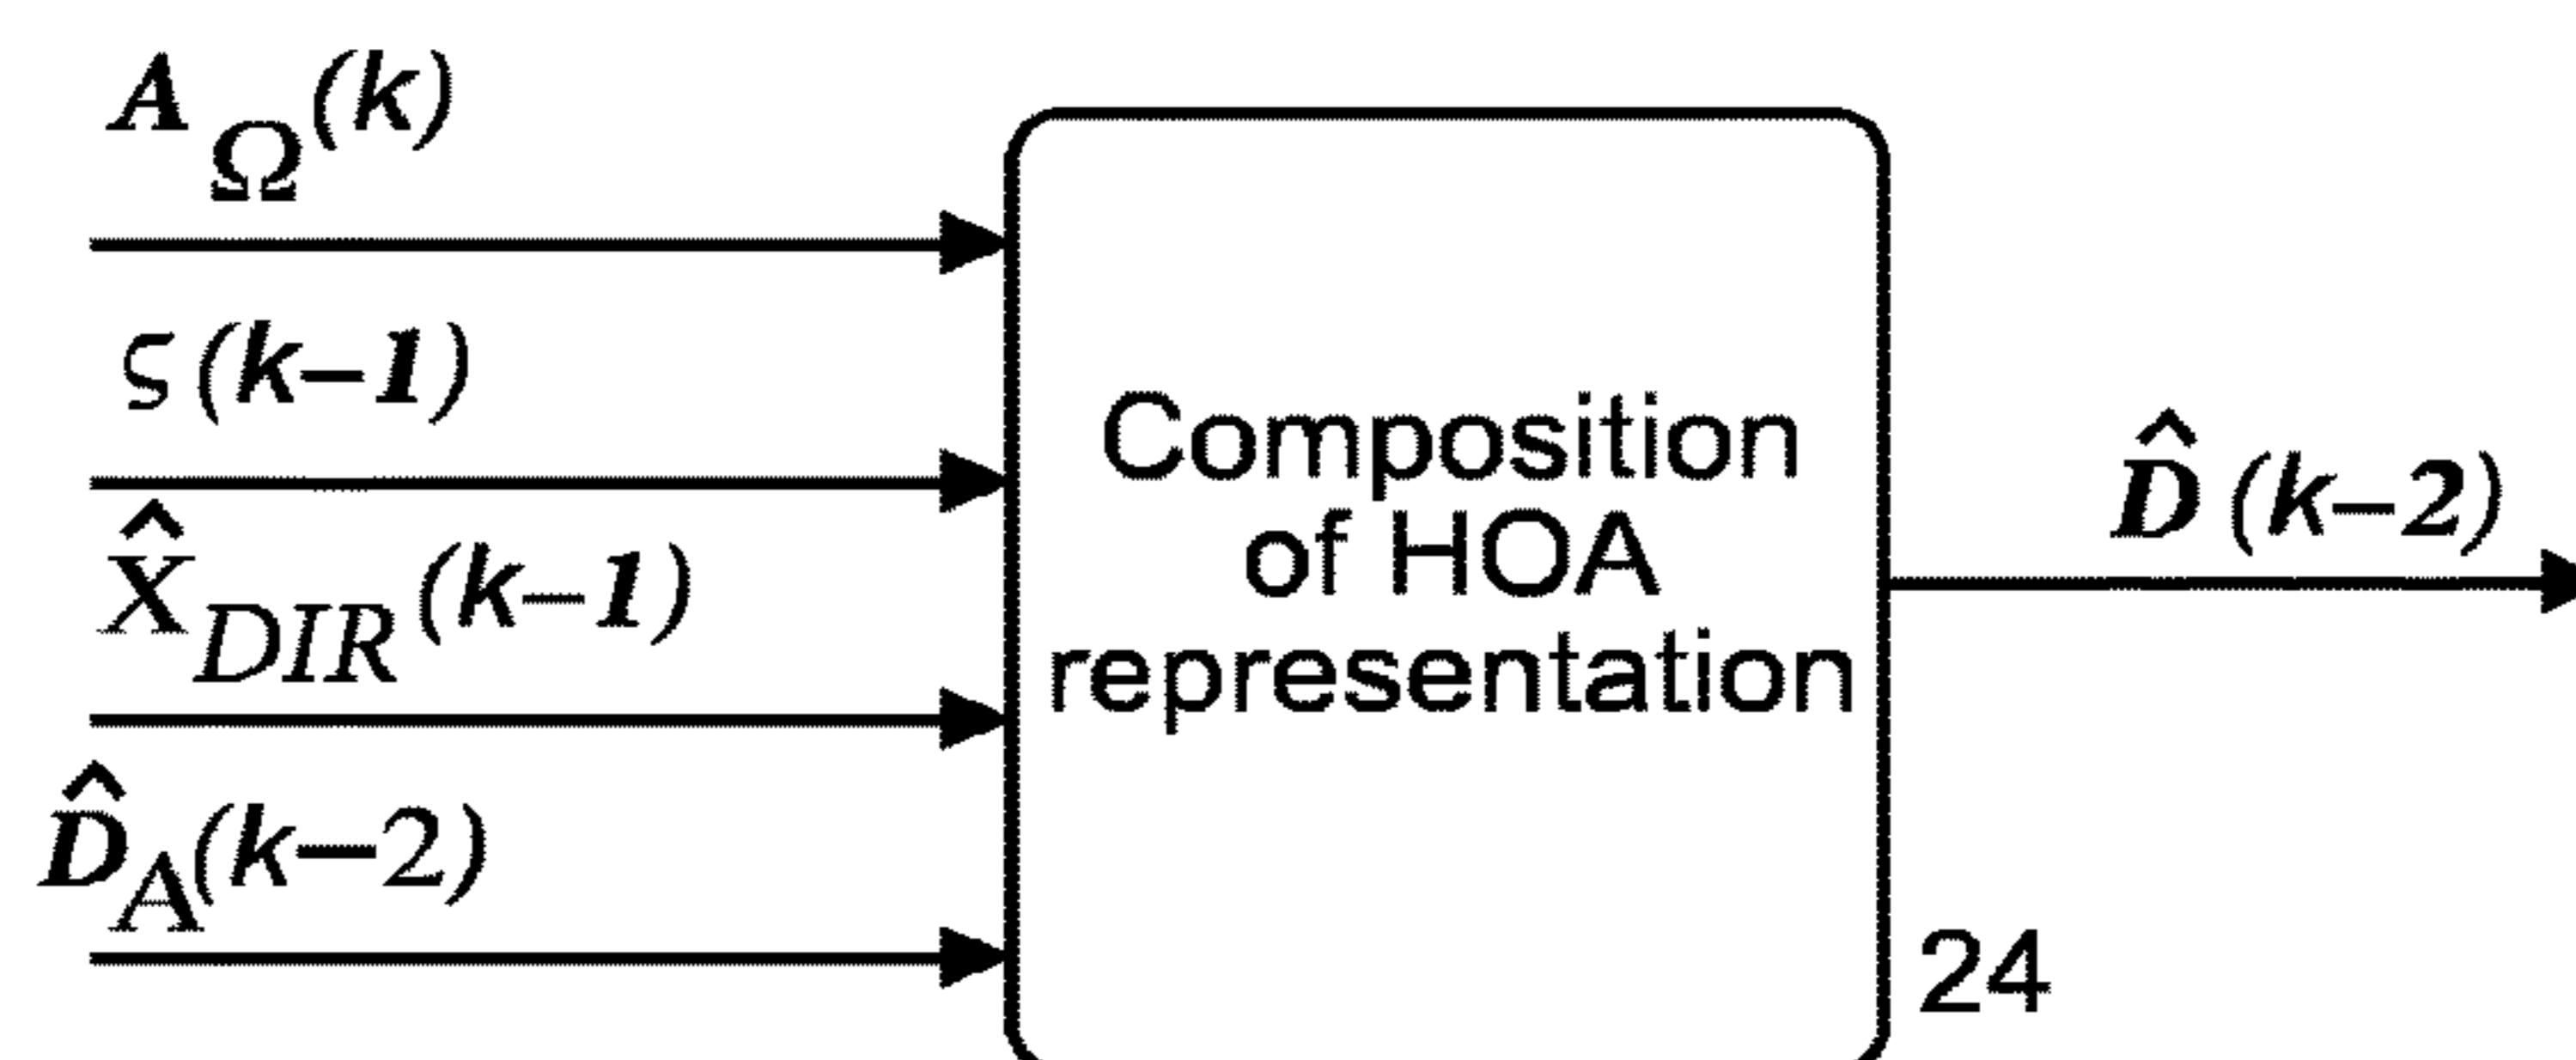 A_Ω(k)
ς(k–1)
X̂_DIR(k–1)
D̂_A(k–2)
Composition
of HOA
representation
D̂(k–2)
24